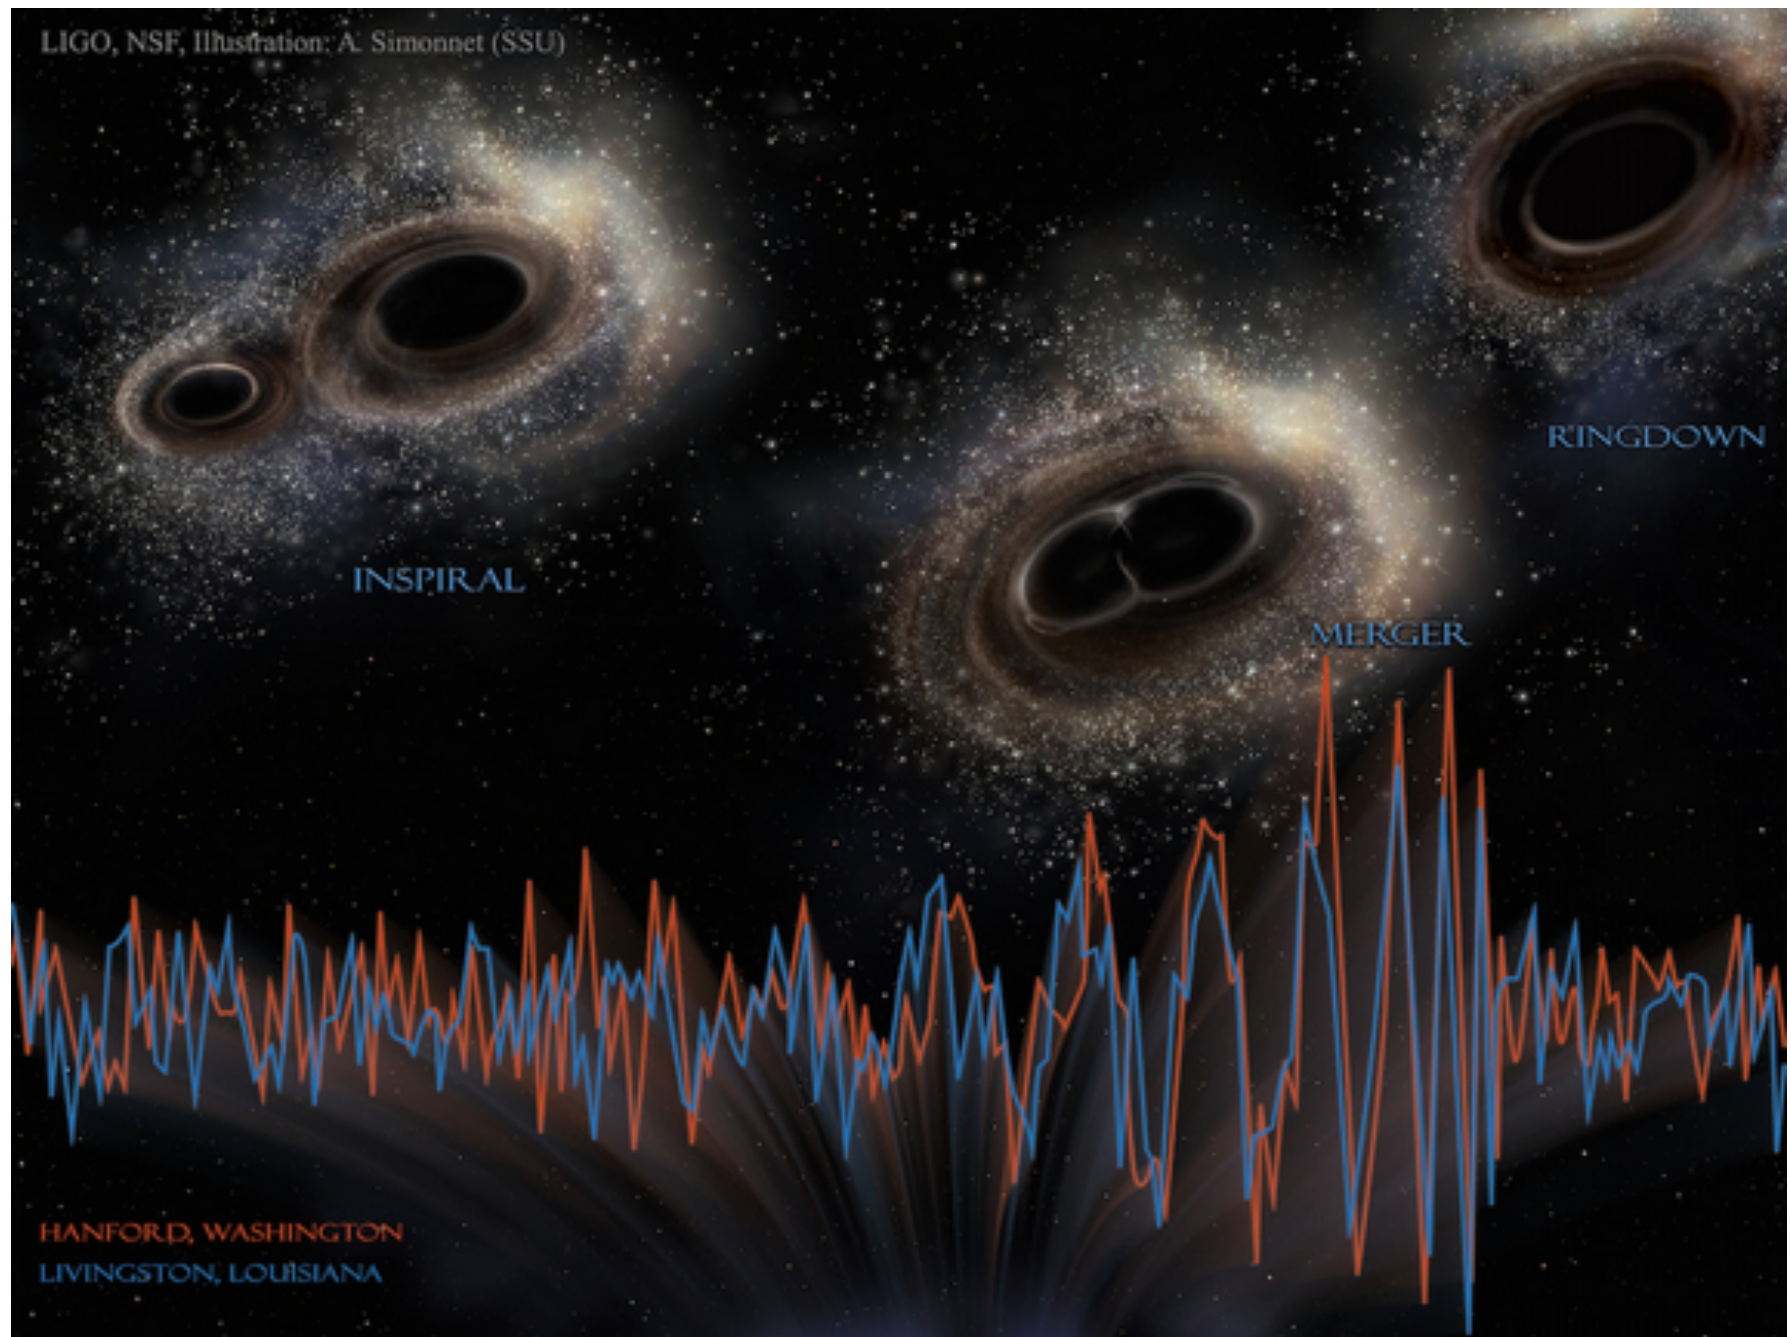 LIGO, NSF, Illustration: A. Simonnet (SSU)
RINGDOWN
INSPIRAL
MERGER
HANFORD, WASHINGTON
LIVINGSTON, LOUISIANA